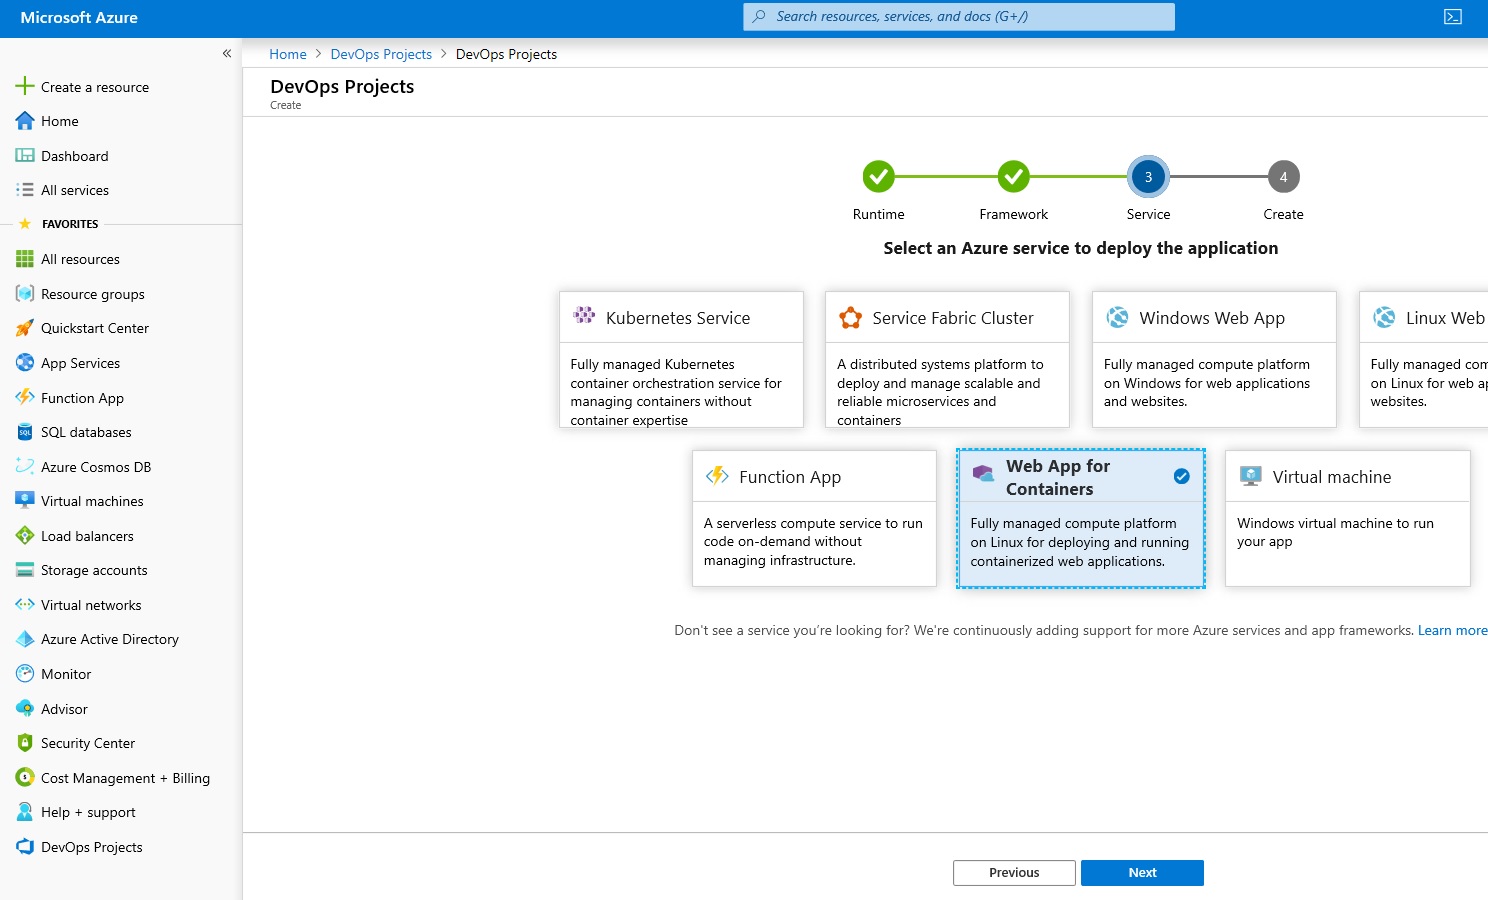 Microsoft Azure
Search resources, services, and docs (G+/)
«
Create a resource
Home
Dashboard
All services
FAVORITES
All resources
Resource groups
Quickstart Center
App Services
Function App
SQL databases
Azure Cosmos DB
Virtual machines
Load balancers
Storage accounts
Virtual networks
Azure Active Directory
Monitor
Advisor
Security Center
Cost Management + Billing
Help + support
DevOps Projects
Home > DevOps Projects > DevOps Projects
DevOps Projects
Create
3
4
Runtime
Framework
Service
Create
Select an Azure service to deploy the application
Kubernetes Service
Fully managed Kubernetes
container orchestration service for
managing containers without
container expertise
Service Fabric Cluster
A distributed systems platform to
deploy and manage scalable and
reliable microservices and
containers
Windows Web App
Fully managed compute platform
on Windows for web applications
and websites.
Linux Web
Fully managed
on Linux for web
websites.
Function App
A serverless compute service to run
code on-demand without
managing infrastructure.
Web App for
Containers
Fully managed compute platform
on Linux for deploying and running
containerized web applications.
Virtual machine
Windows virtual machine to run
your app
Don't see a service you're looking for? We're continuously adding support for more Azure services and app frameworks. Learn more
Previous
Next